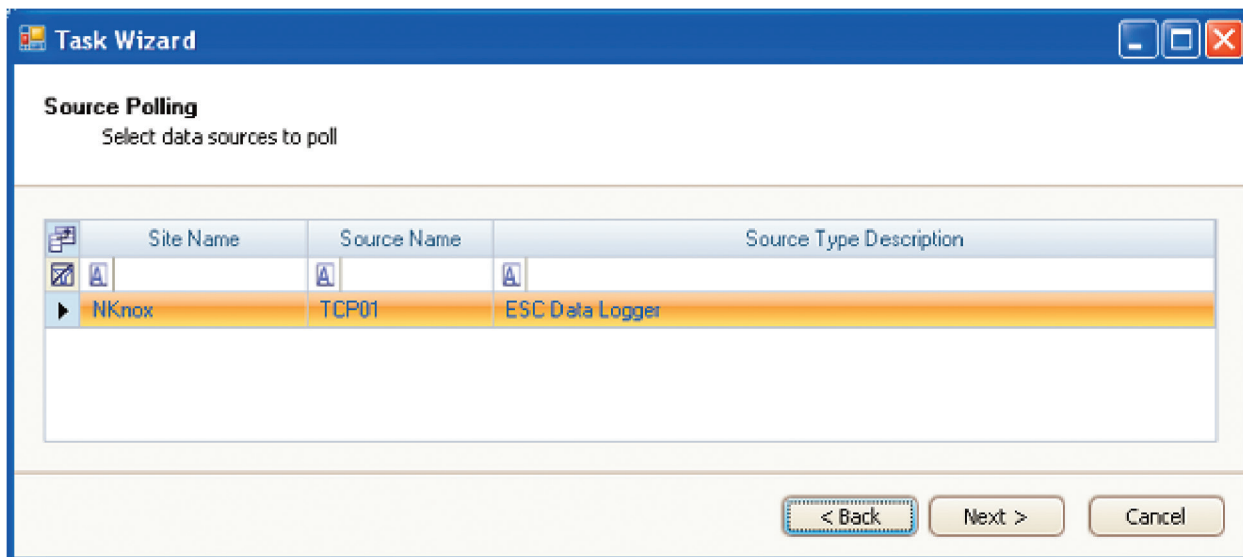 Task Wizard
Source Polling
Select data sources to poll
Site Name Source Name Source Type Description
A A A
NKnox TCP01 ESC Data Logger
< Back Next > Cancel